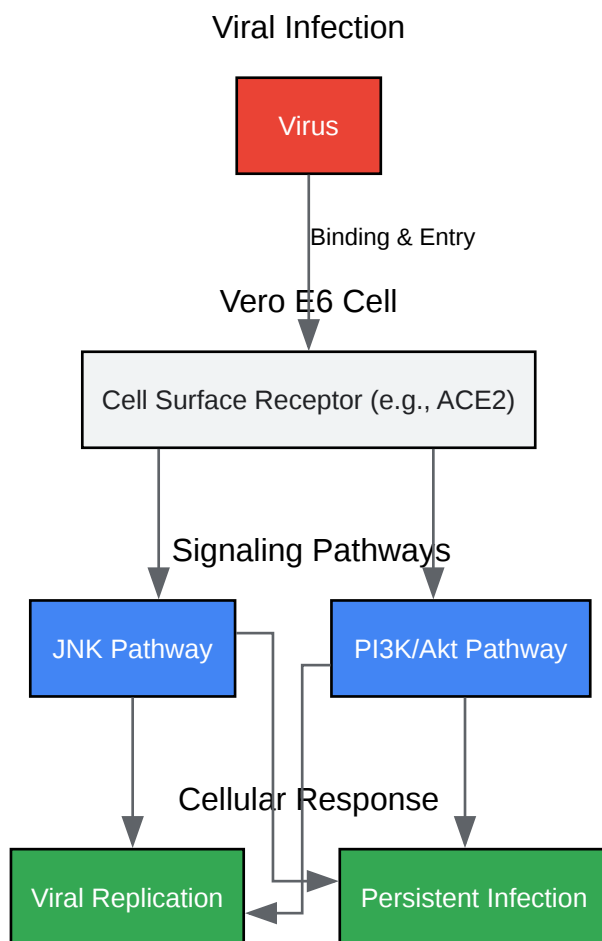 Viral Infection
Virus
Binding & Entry
Vero E6 Cell
Cell Surface Receptor (e.g., ACE2)
Signaling Pathways
JNK Pathway
PI3K/Akt Pathway
Cellular Response
Viral Replication
Persistent Infection